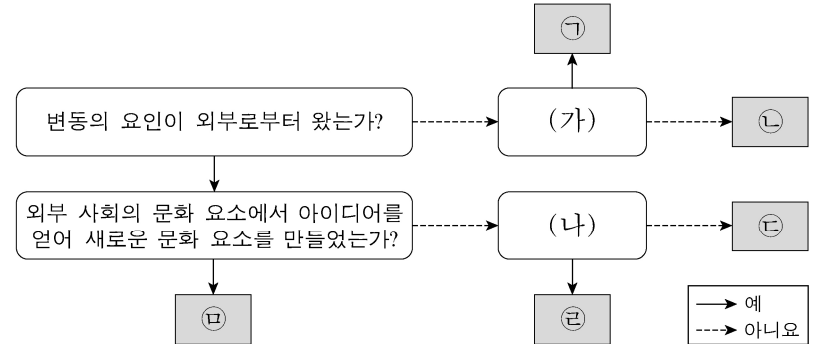 ㉠
변동의 요인이 외부로부터 왔는가?
(가)
㉡
외부 사회의 문화 요소에서 아이디어를
얻어 새로운 문화 요소를 만들었는가?
(나)
㉢
㉤
㉣
예
아니요